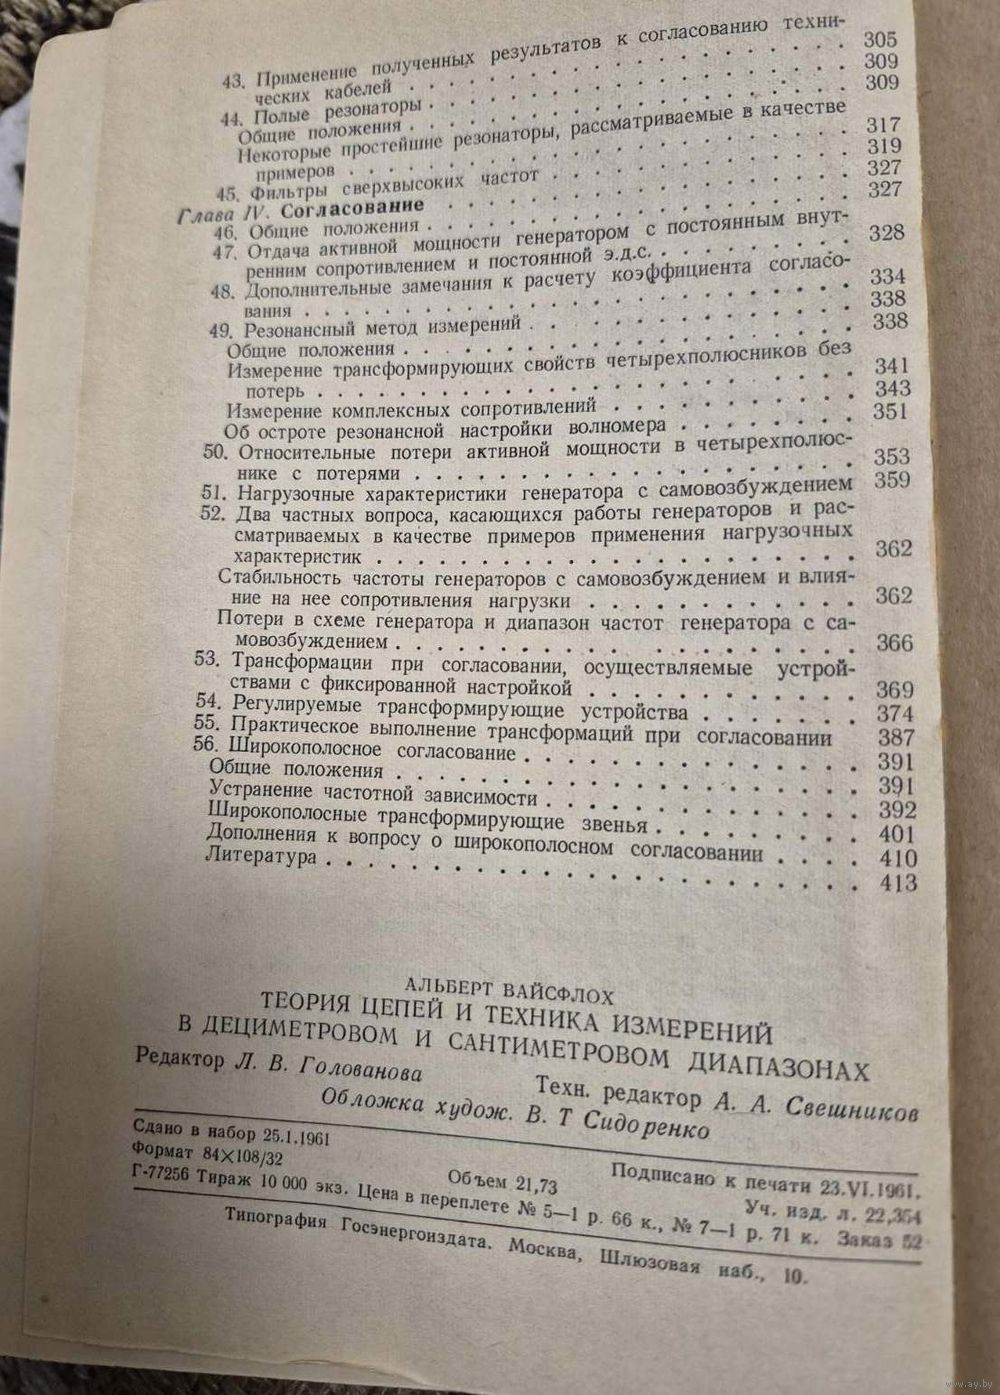 43. Применение полученных результатов к согласованию техни-
ческих кабелей . . . . . . . . . . . . . . . . 305
44. Полые резонаторы . . . . . . . . . . . . . . . . 309
Общие положения . . . . . . . . . . . . . . . . 309
Некоторые простейшие резонаторы, рассматриваемые в качестве
примеров . . . . . . . . . . . . . . . . 317
45. Фильтры сверхвысоких частот . . . . . . . . . . . . 319
Глава IV. Согласование . . . . . . . . . . . . . . . . 327
46. Общие положения . . . . . . . . . . . . . . . . 327
47. Отдача активной мощности генератором с постоянным внут-
ренним сопротивлением и постоянной э.д.с. . . . . . . . . 328
48. Дополнительные замечания к расчету коэффициента согласо-
вания . . . . . . . . . . . . . . . . 334
49. Резонансный метод измерений . . . . . . . . . . . . 338
Общие положения . . . . . . . . . . . . . . . . 338
Измерение трансформирующих свойств четырехполюсников без
потерь . . . . . . . . . . . . . . . . 341
Измерение комплексных сопротивлений . . . . . . . . . 343
Об остроте резонансной настройки волномера . . . . . . . 351
50. Относительные потери активной мощности в четырехполюс-
нике с потерями . . . . . . . . . . . . . . . . 353
51. Нагрузочные характеристики генератора с самовозбуждением 359
52. Два частных вопроса, касающихся работы генераторов и рас-
сматриваемых в качестве примеров применения нагрузочных
характеристик . . . . . . . . . . . . . . . . 362
Стабильность частоты генераторов с самовозбуждением и влия-
ние на нее сопротивления нагрузки . . . . . . . . . . . 362
Потери в схеме генератора и диапазон частот генератора с са-
мовозбуждением . . . . . . . . . . . . . . . . 366
53. Трансформации при согласовании, осуществляемые устрой-
ствами с фиксированной настройкой . . . . . . . . . . 369
54. Регулируемые трансформирующие устройства . . . . . . . 374
55. Практическое выполнение трансформаций при согласовании 387
56. Широкополосное согласование . . . . . . . . . . . . 391
Общие положения . . . . . . . . . . . . . . . . 391
Устранение частотной зависимости . . . . . . . . . . . 392
Широкополосные трансформирующие звенья . . . . . . . . 401
Дополнения к вопросу о широкополосном согласовании . . . . 410
Литература . . . . . . . . . . . . . . . . 413
АЛЬБЕРТ ВАЙСФЛОХ
ТЕОРИЯ ЦЕПЕЙ И ТЕХНИКА ИЗМЕРЕНИЙ
В ДЕЦИМЕТРОВОМ И САНТИМЕТРОВОМ ДИАПАЗОНАХ
Редактор Л. В. Голованова Техн. редактор А. А. Свешников
Обложка худож. В. Т Сидоренко
Сдано в набор 25.I.1961 Подписано к печати 23.VI.1961.
Формат 84×108/32 Объем 21,73 Уч. изд. л. 22,354
Г-77256 Тираж 10 000 экз. Цена в переплете № 5—1 р. 66 к., № 7—1 р. 71 к. Заказ 52
Типография Госэнергоиздата. Москва, Шлюзовая наб., 10.
www.ay.by